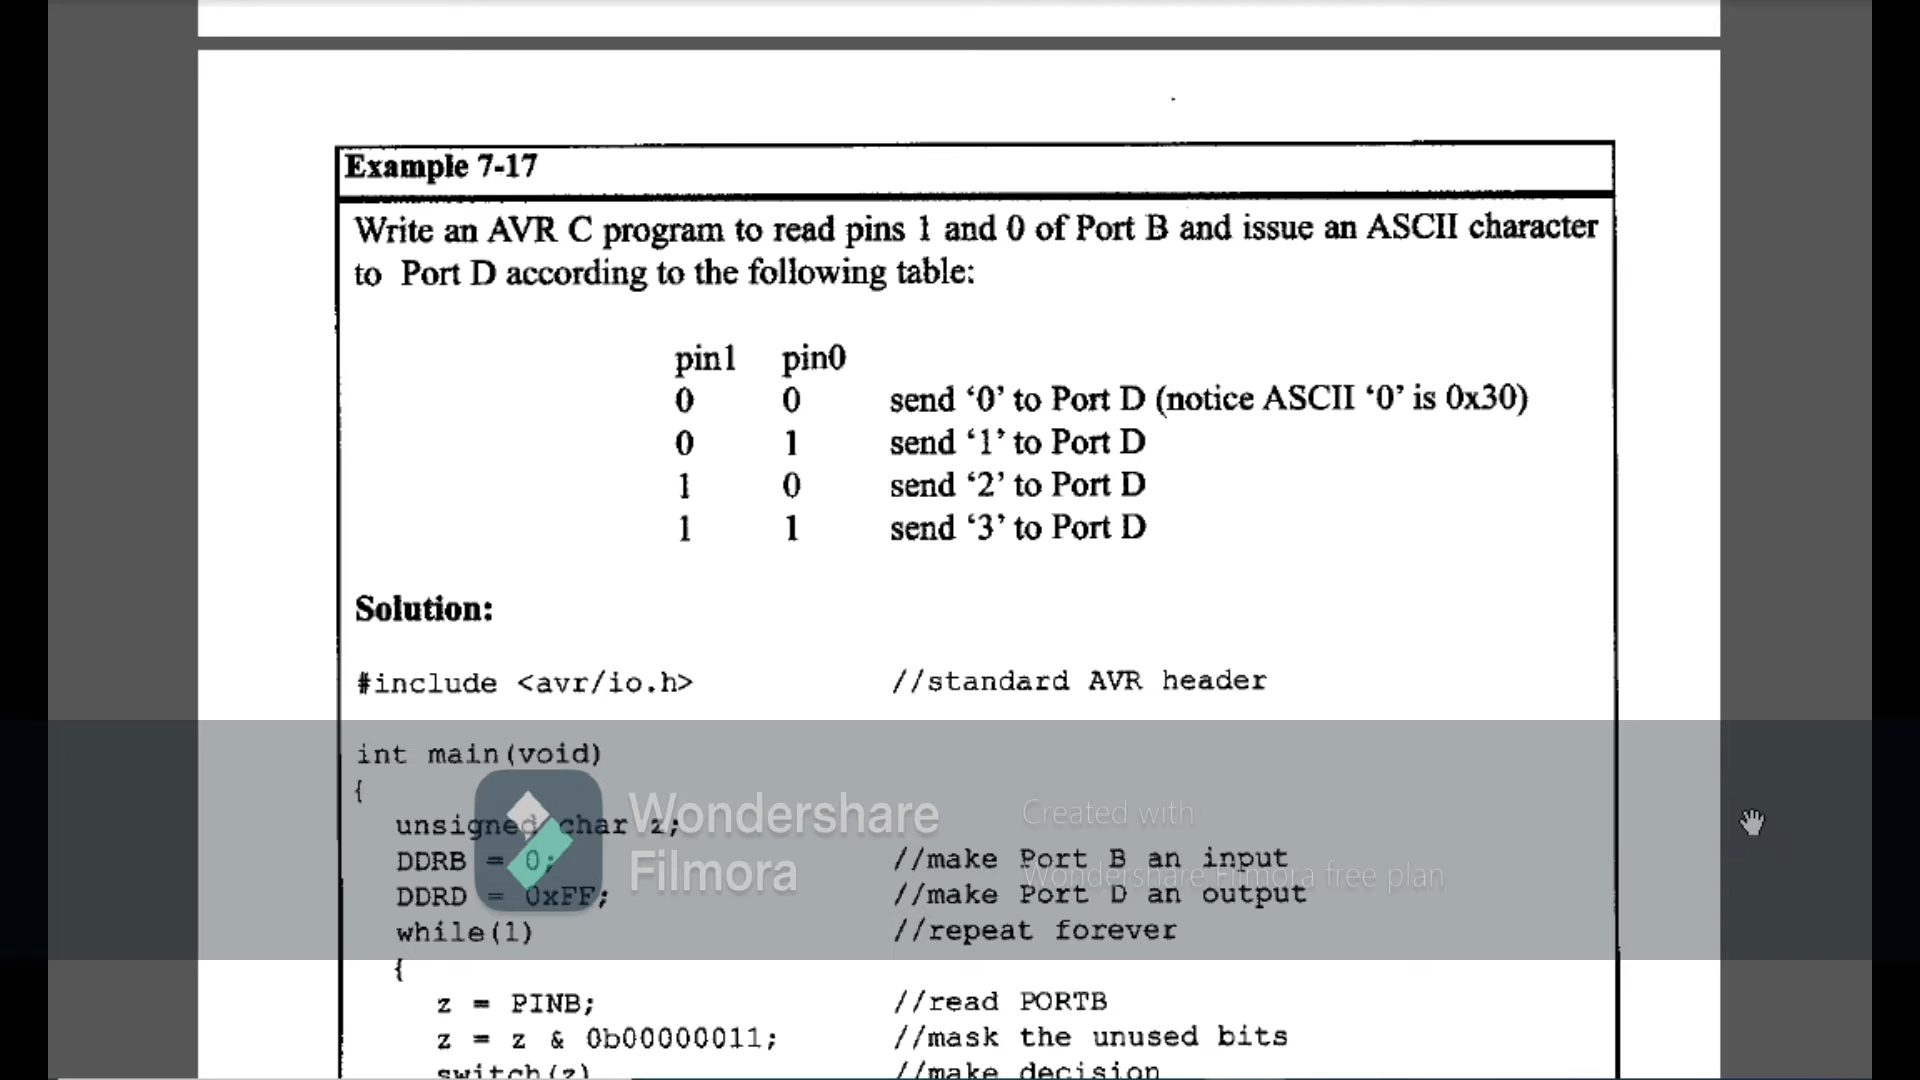 Example 7-17
Write an AVR C program to read pins 1 and 0 of Port B and issue an ASCII character
to Port D according to the following table:
pin1 pin0
0 0 send ‘0’ to Port D (notice ASCII ‘0’ is 0x30)
0 1 send ‘1’ to Port D
1 0 send ‘2’ to Port D
1 1 send ‘3’ to Port D
Solution:
#include <avr/io.h> //standard AVR header
int main(void)
{
unsigned char z;
DDRB = 0; //make Port B an input
DDRD = 0xFF; //make Port D an output
while(1) //repeat forever
{
z = PINB; //read PORTB
z = z & 0b00000011; //mask the unused bits
switch(z) //make decision
Wondershare
Filmora
Created with
Wondershare Filmora free plan